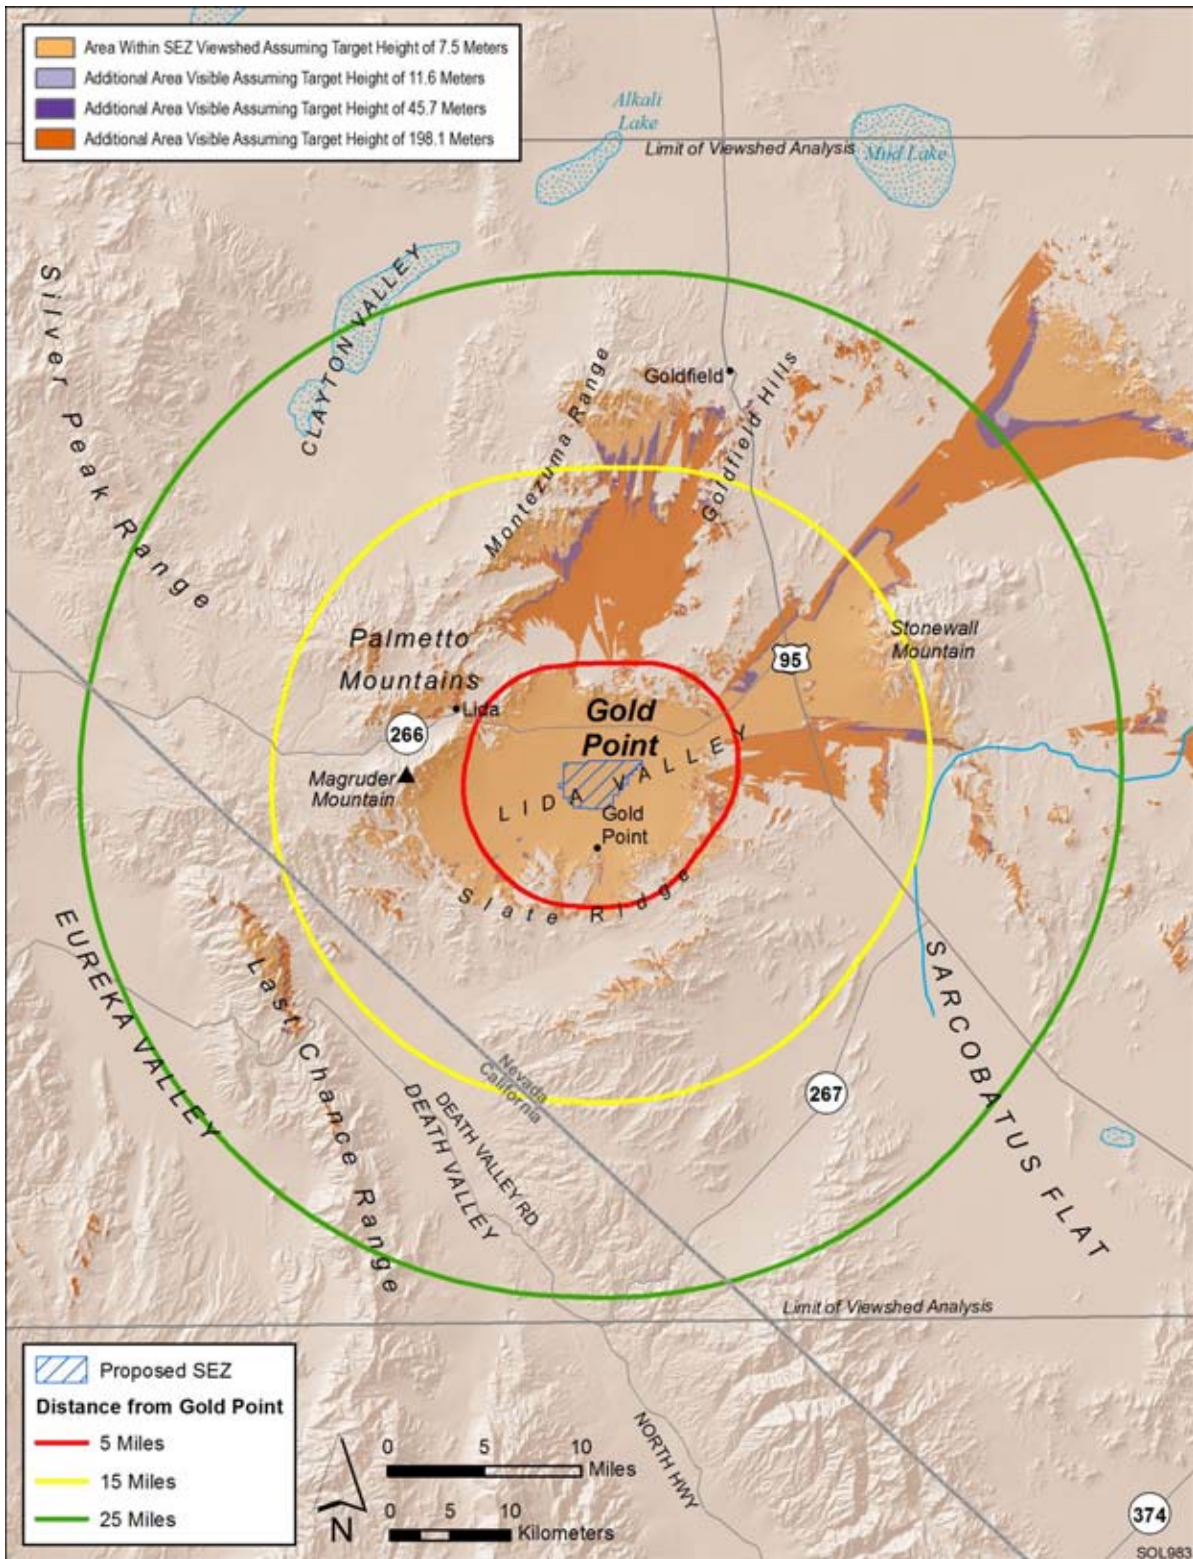 Area Within SEZ Viewshed Assuming Target Height of 7.5 Meters
Additional Area Visible Assuming Target Height of 11.6 Meters
Additional Area Visible Assuming Target Height of 45.7 Meters
Additional Area Visible Assuming Target Height of 198.1 Meters
Alkali
Lake
Limit of Viewshed Analysis
Mud Lake
CLAYTON VALLEY
Silver Peak Range
Montezuma Range
Goldfield
Goldfield Hills
Palmetto
Mountains
Lida
266
Magruder
Mountain
Gold
Point
LIDA VALLEY
Gold
Point
95
Stonewall
Mountain
Slate Ridge
Last Chance Range
EUREKA VALLEY
SARCOBATUS FLAT
Nevada
California
DEATH VALLEY RD
DEATH VALLEY
267
Limit of Viewshed Analysis
Proposed SEZ
Distance from Gold Point
5 Miles
15 Miles
25 Miles
N
0 5 10
Miles
0 5 10
Kilometers
NORTH HWY
374
SOL983